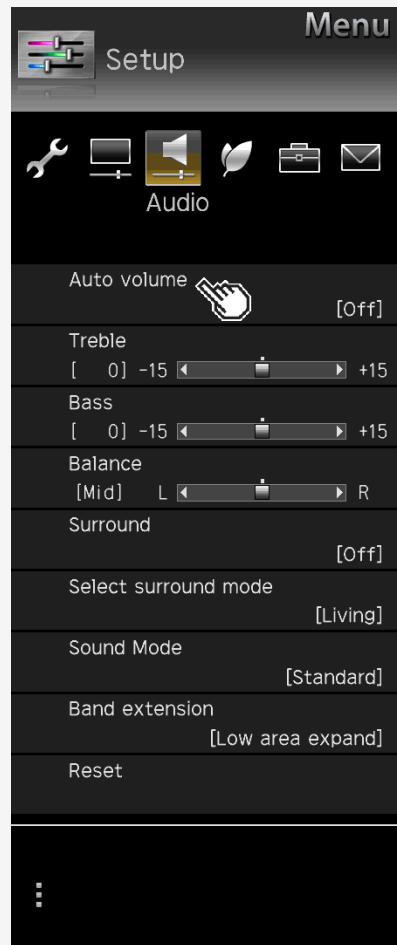 Menu
Setup
Audio
Auto volume
[Off]
Treble
[ 0] -15 +15
Bass
[ 0] -15 +15
Balance
[Mid] L R
Surround
[Off]
Select surround mode
[Living]
Sound Mode
[Standard]
Band extension
[Low area expand]
Reset